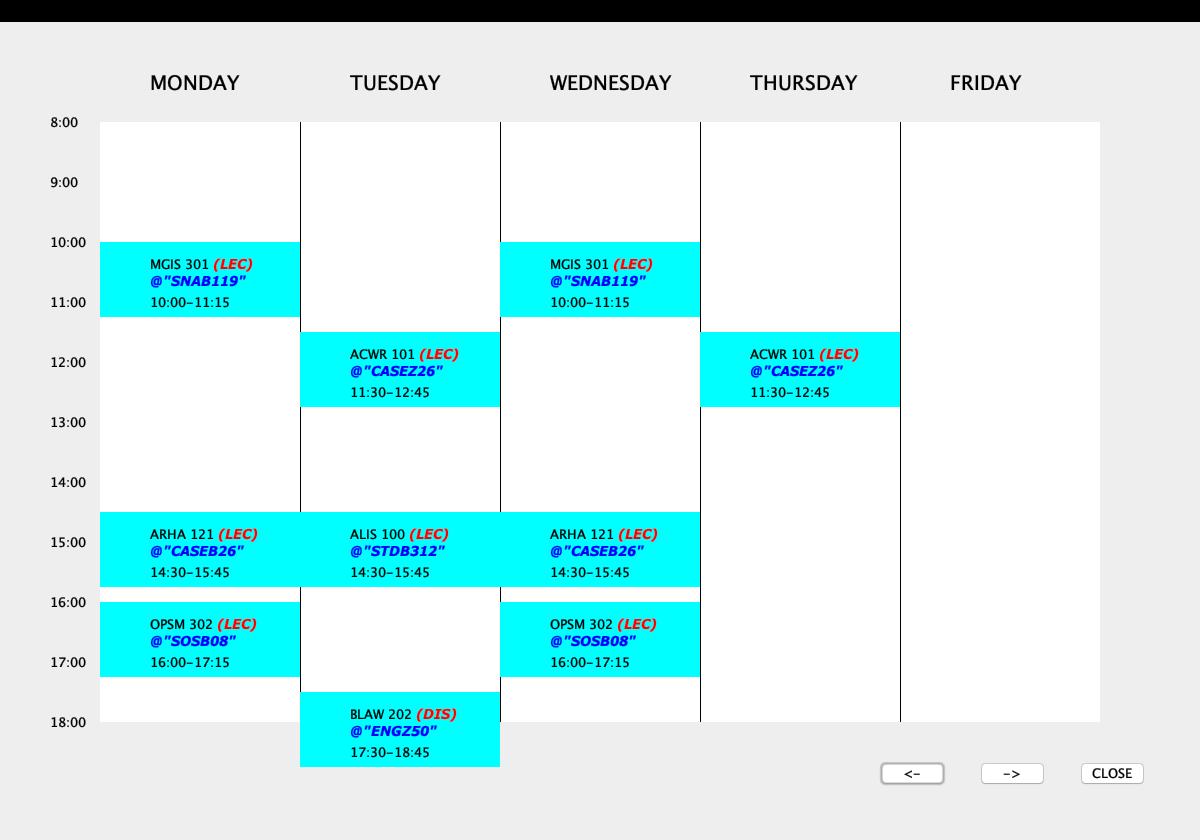 MONDAY TUESDAY WEDNESDAY THURSDAY FRIDAY
8:00
9:00
10:00
MGIS 301 (LEC) MGIS 301 (LEC)
@"SNAB119" @"SNAB119"
11:00 10:00-11:15 10:00-11:15
ACWR 101 (LEC) ACWR 101 (LEC)
12:00
@"CASEZ26" @"CASEZ26"
11:30-12:45 11:30-12:45
13:00
14:00
ARHA 121 (LEC) ALIS 100 (LEC) ARHA 121 (LEC)
15:00
@"CASEB26" @"STDB312" @"CASEB26"
14:30-15:45 14:30-15:45 14:30-15:45
16:00
OPSM 302 (LEC) OPSM 302 (LEC)
@"SOSB08" @"SOSB08"
17:00 16:00-17:15 16:00-17:15
BLAW 202 (DIS)
18:00
@"ENGZ50"
17:30-18:45
<- -> CLOSE